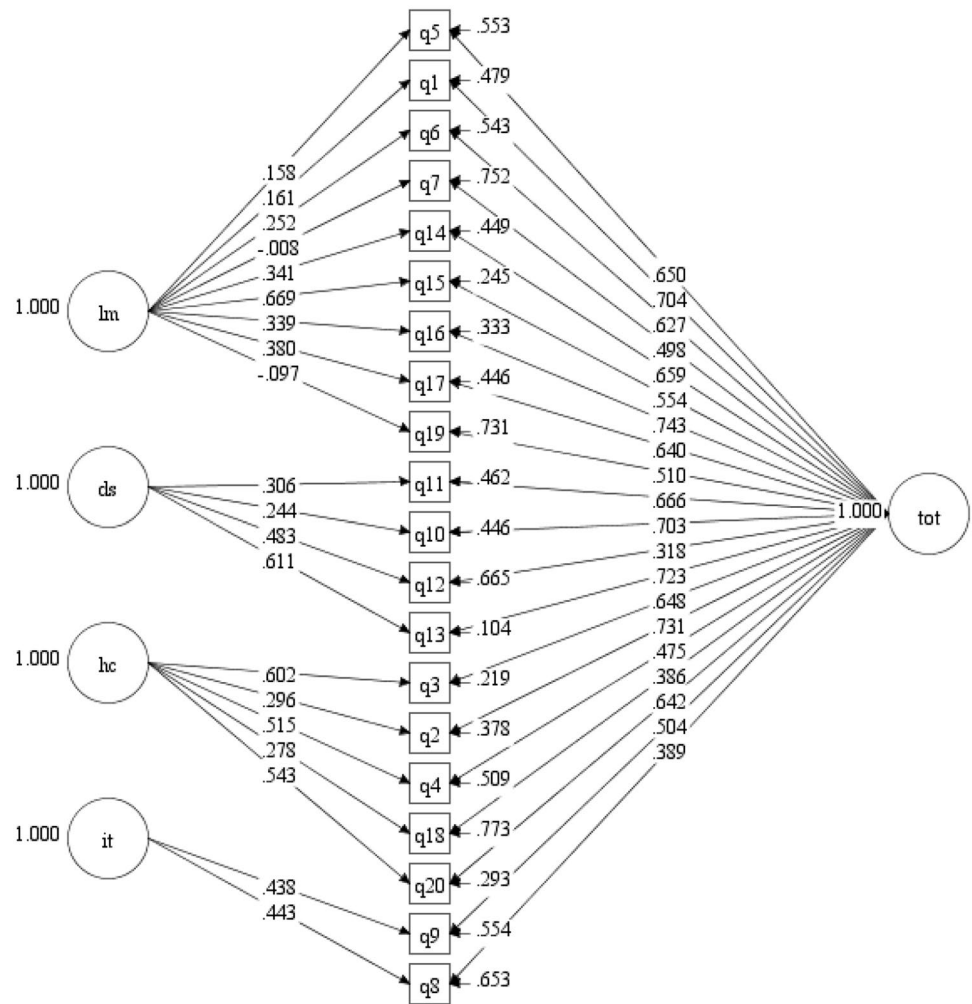 q5 .553
q1 .479
q6 .543
q7 .752
q14 .449
q15 .245
q16 .333
q17 .446
q19 .731
q11 .462
q10 .446
q12 .665
q13 .104
q3 .219
q2 .378
q4 .509
q18 .773
q20 .293
q9 .554
q8 .653
1.000 lm
.158
.161
.252
-.008
.341
.669
.339
.380
-.097
1.000 ds
.306
.244
.483
.611
1.000 hc
.602
.296
.515
.278
.543
1.000 it
.438
.443
.650
.704
.627
.498
.659
.554
.743
.640
.510
.666
.703
.318
.723
.648
.731
.475
.386
.642
.504
.389
1.000 tot